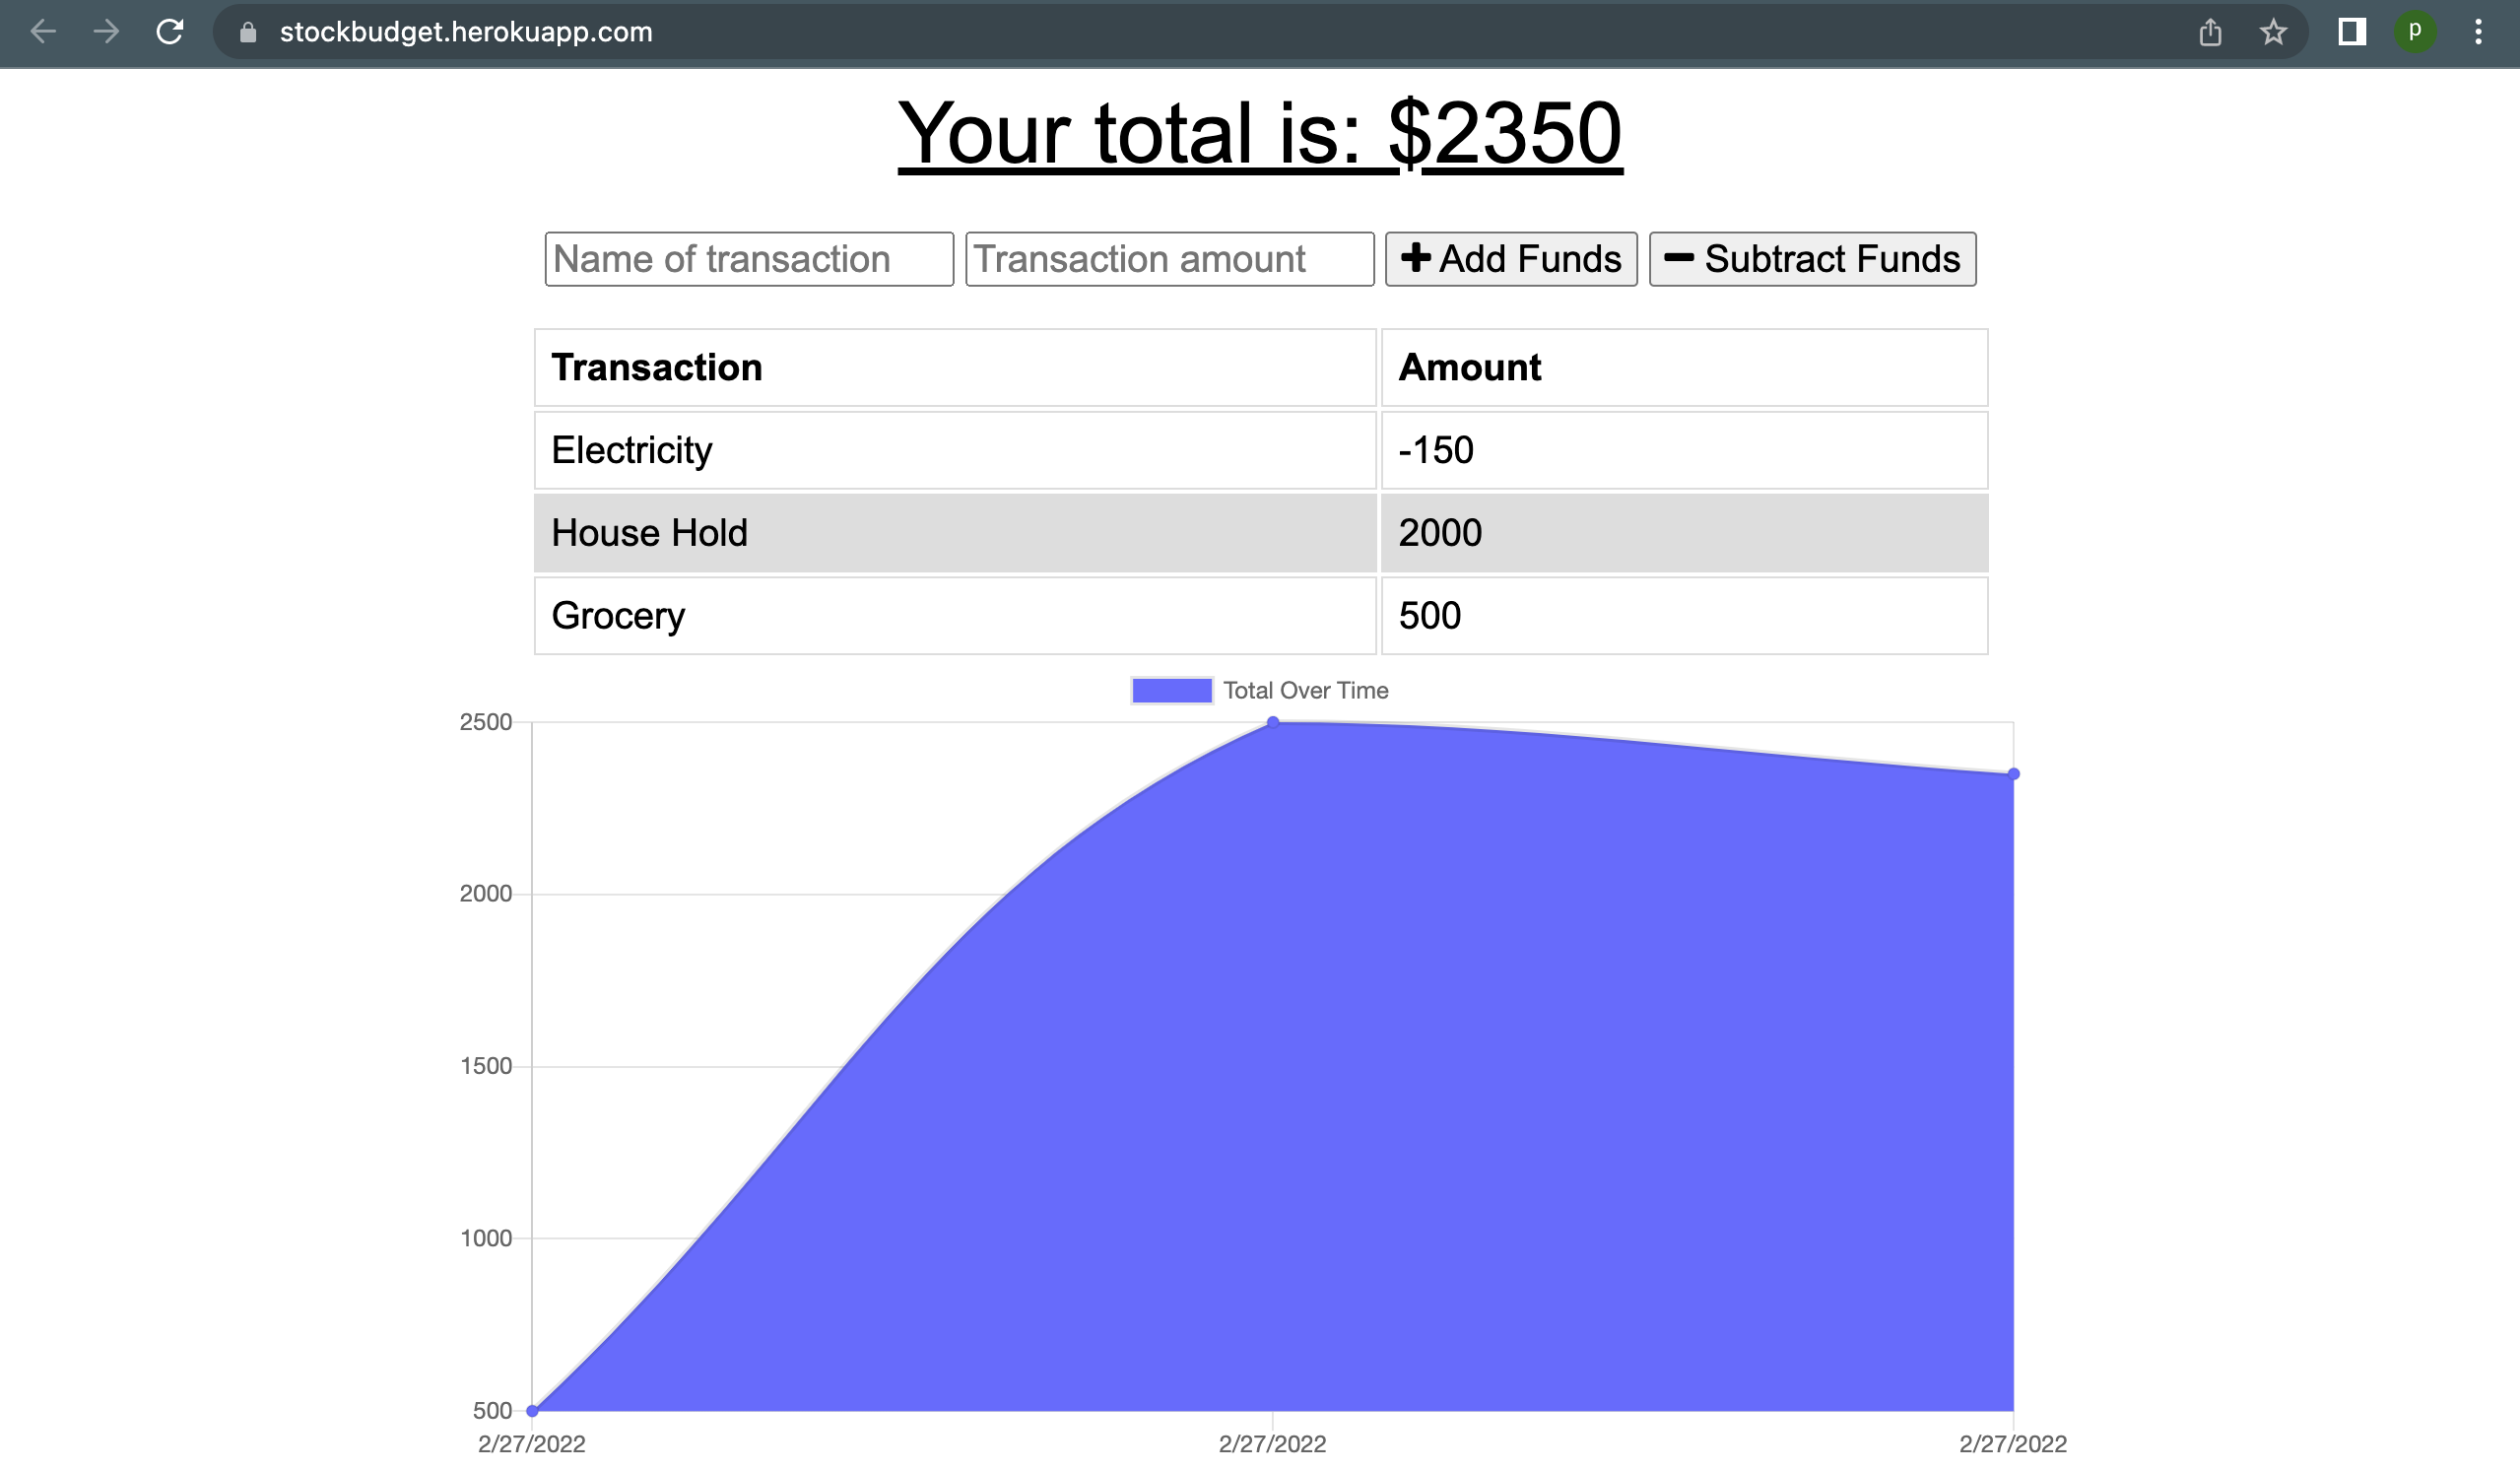 stockbudget.herokuapp.com
p
Your total is: $2350
Name of transaction Transaction amount Add Funds Subtract Funds
Transaction Amount
Electricity -150
House Hold 2000
Grocery 500
Total Over Time
2500
2000
1500
1000
500
2/27/2022 2/27/2022 2/27/2022